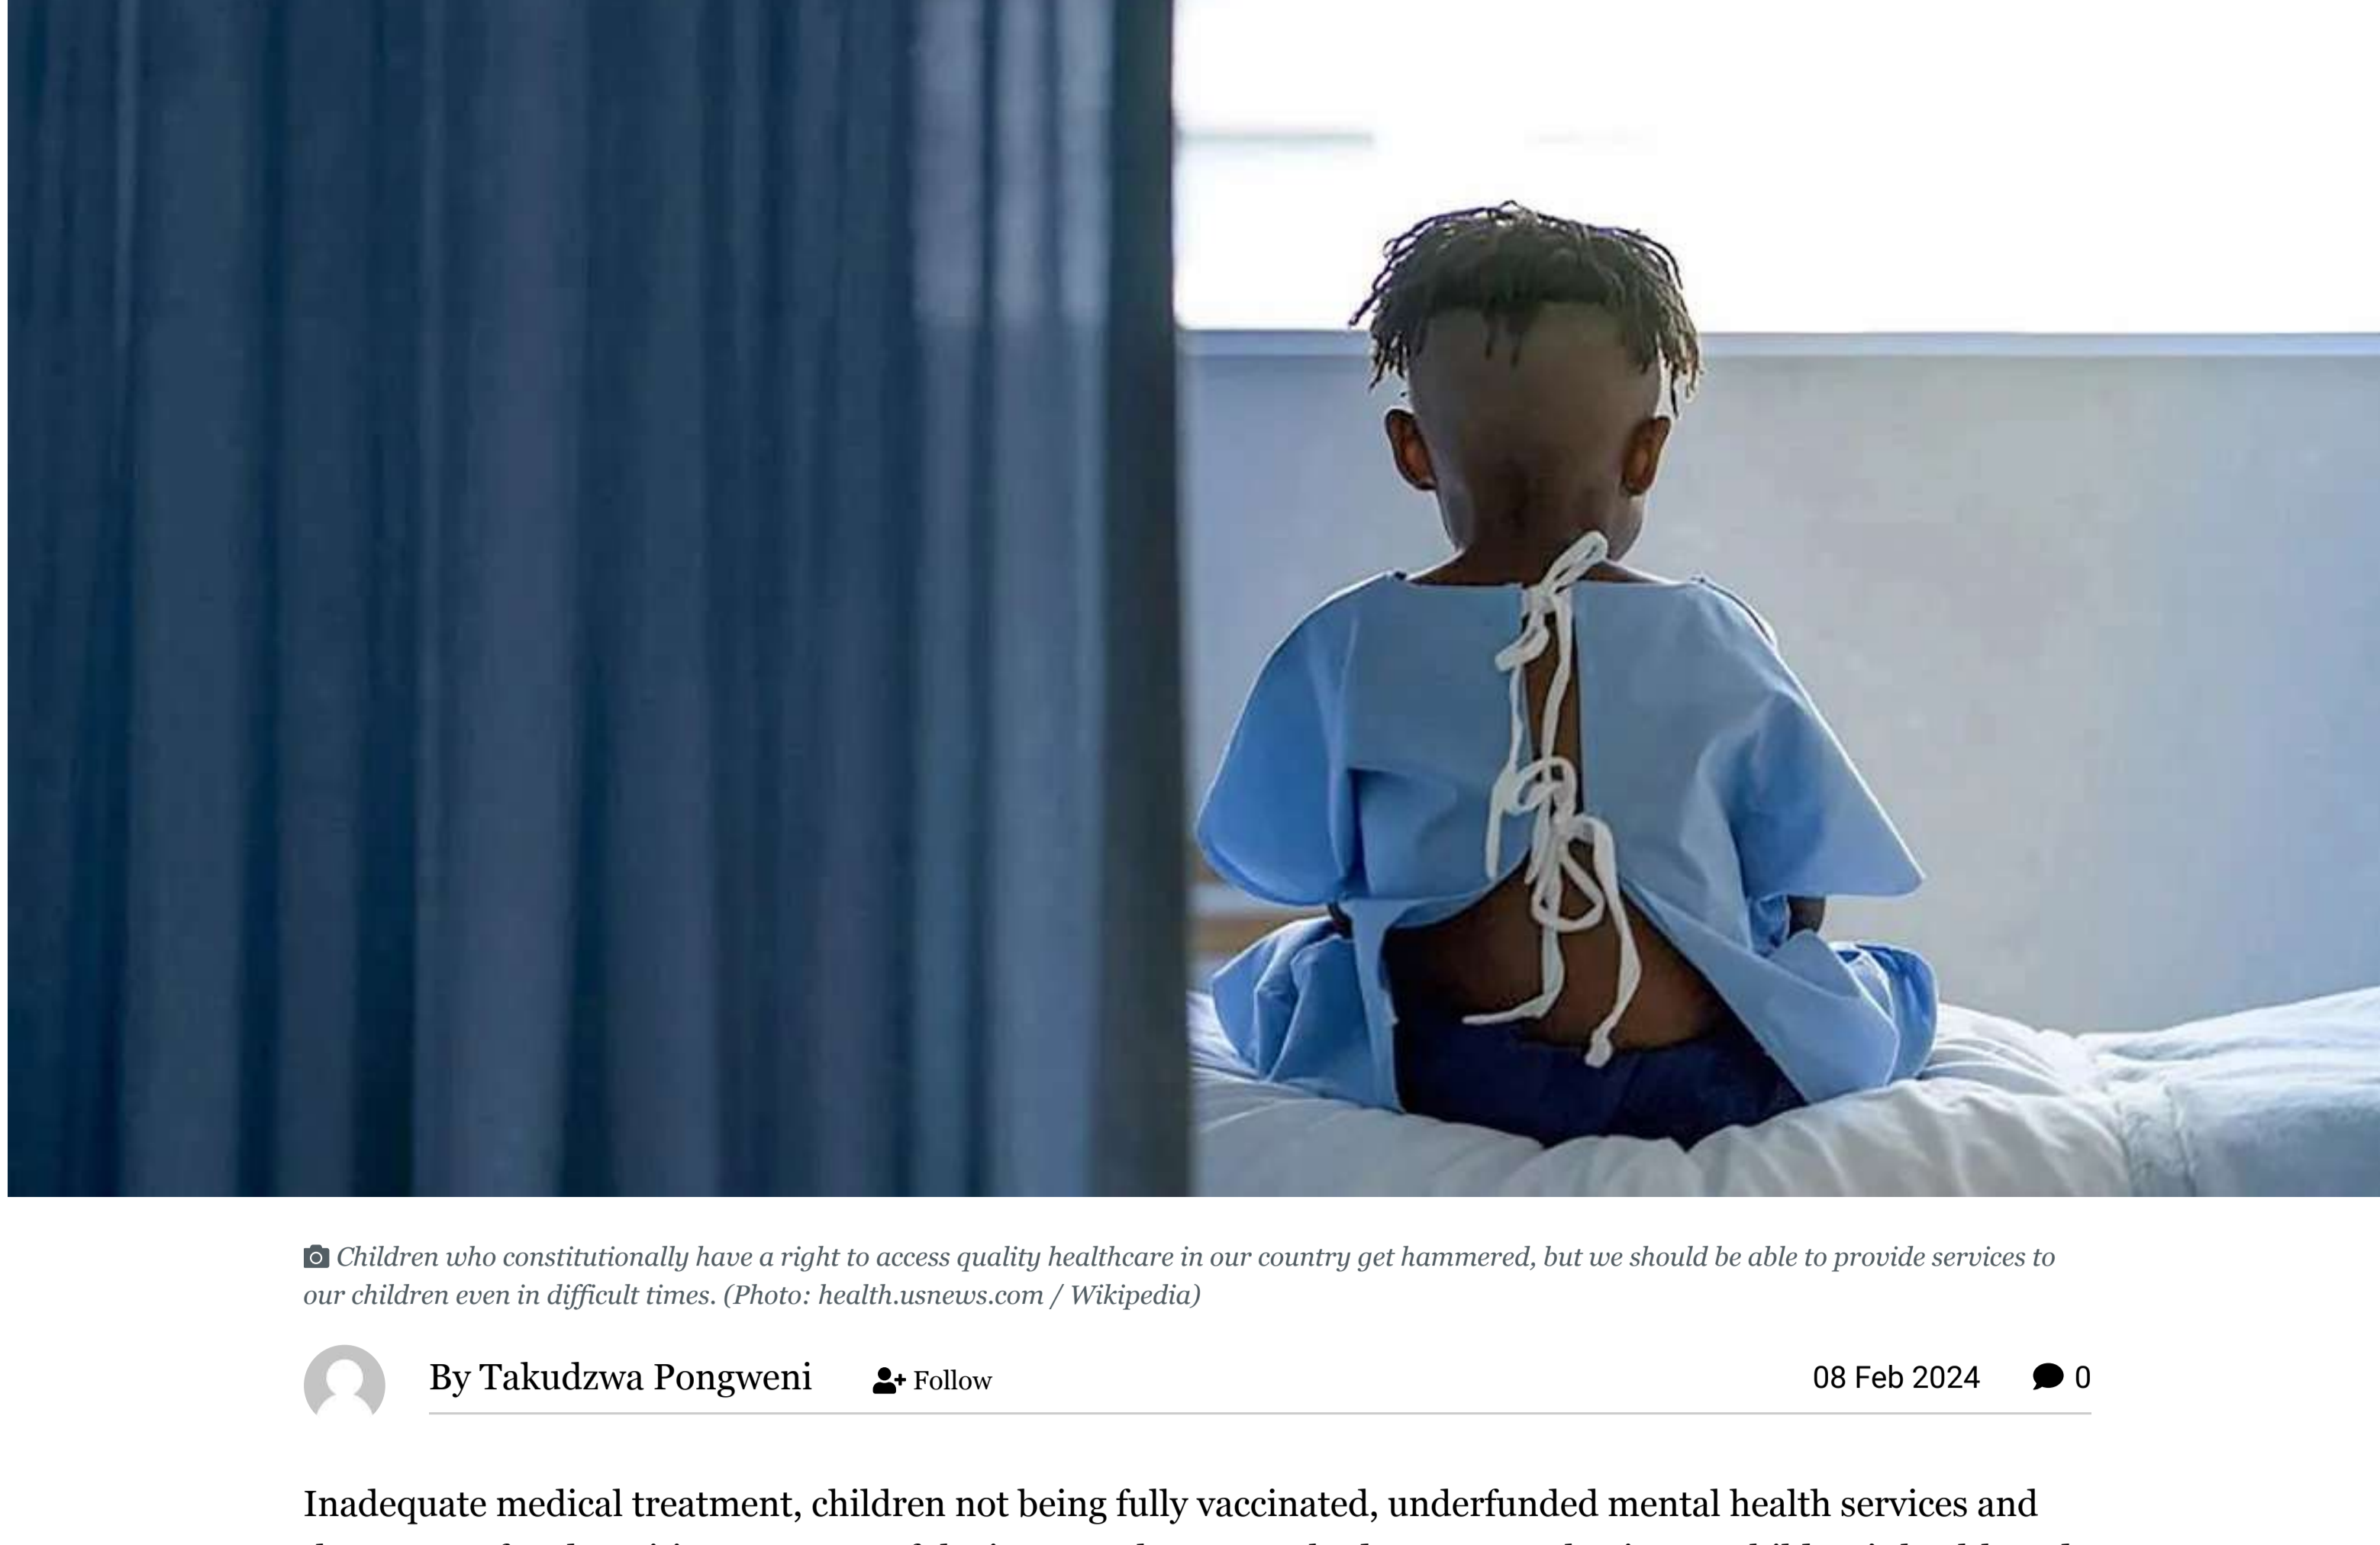 Children who constitutionally have a right to access quality healthcare in our country get hammered, but we should be able to provide services to
our children even in difficult times. (Photo: health.usnews.com / Wikipedia)
By Takudzwa Pongweni Follow 08 Feb 2024 0
Inadequate medical treatment, children not being fully vaccinated, underfunded mental health services and